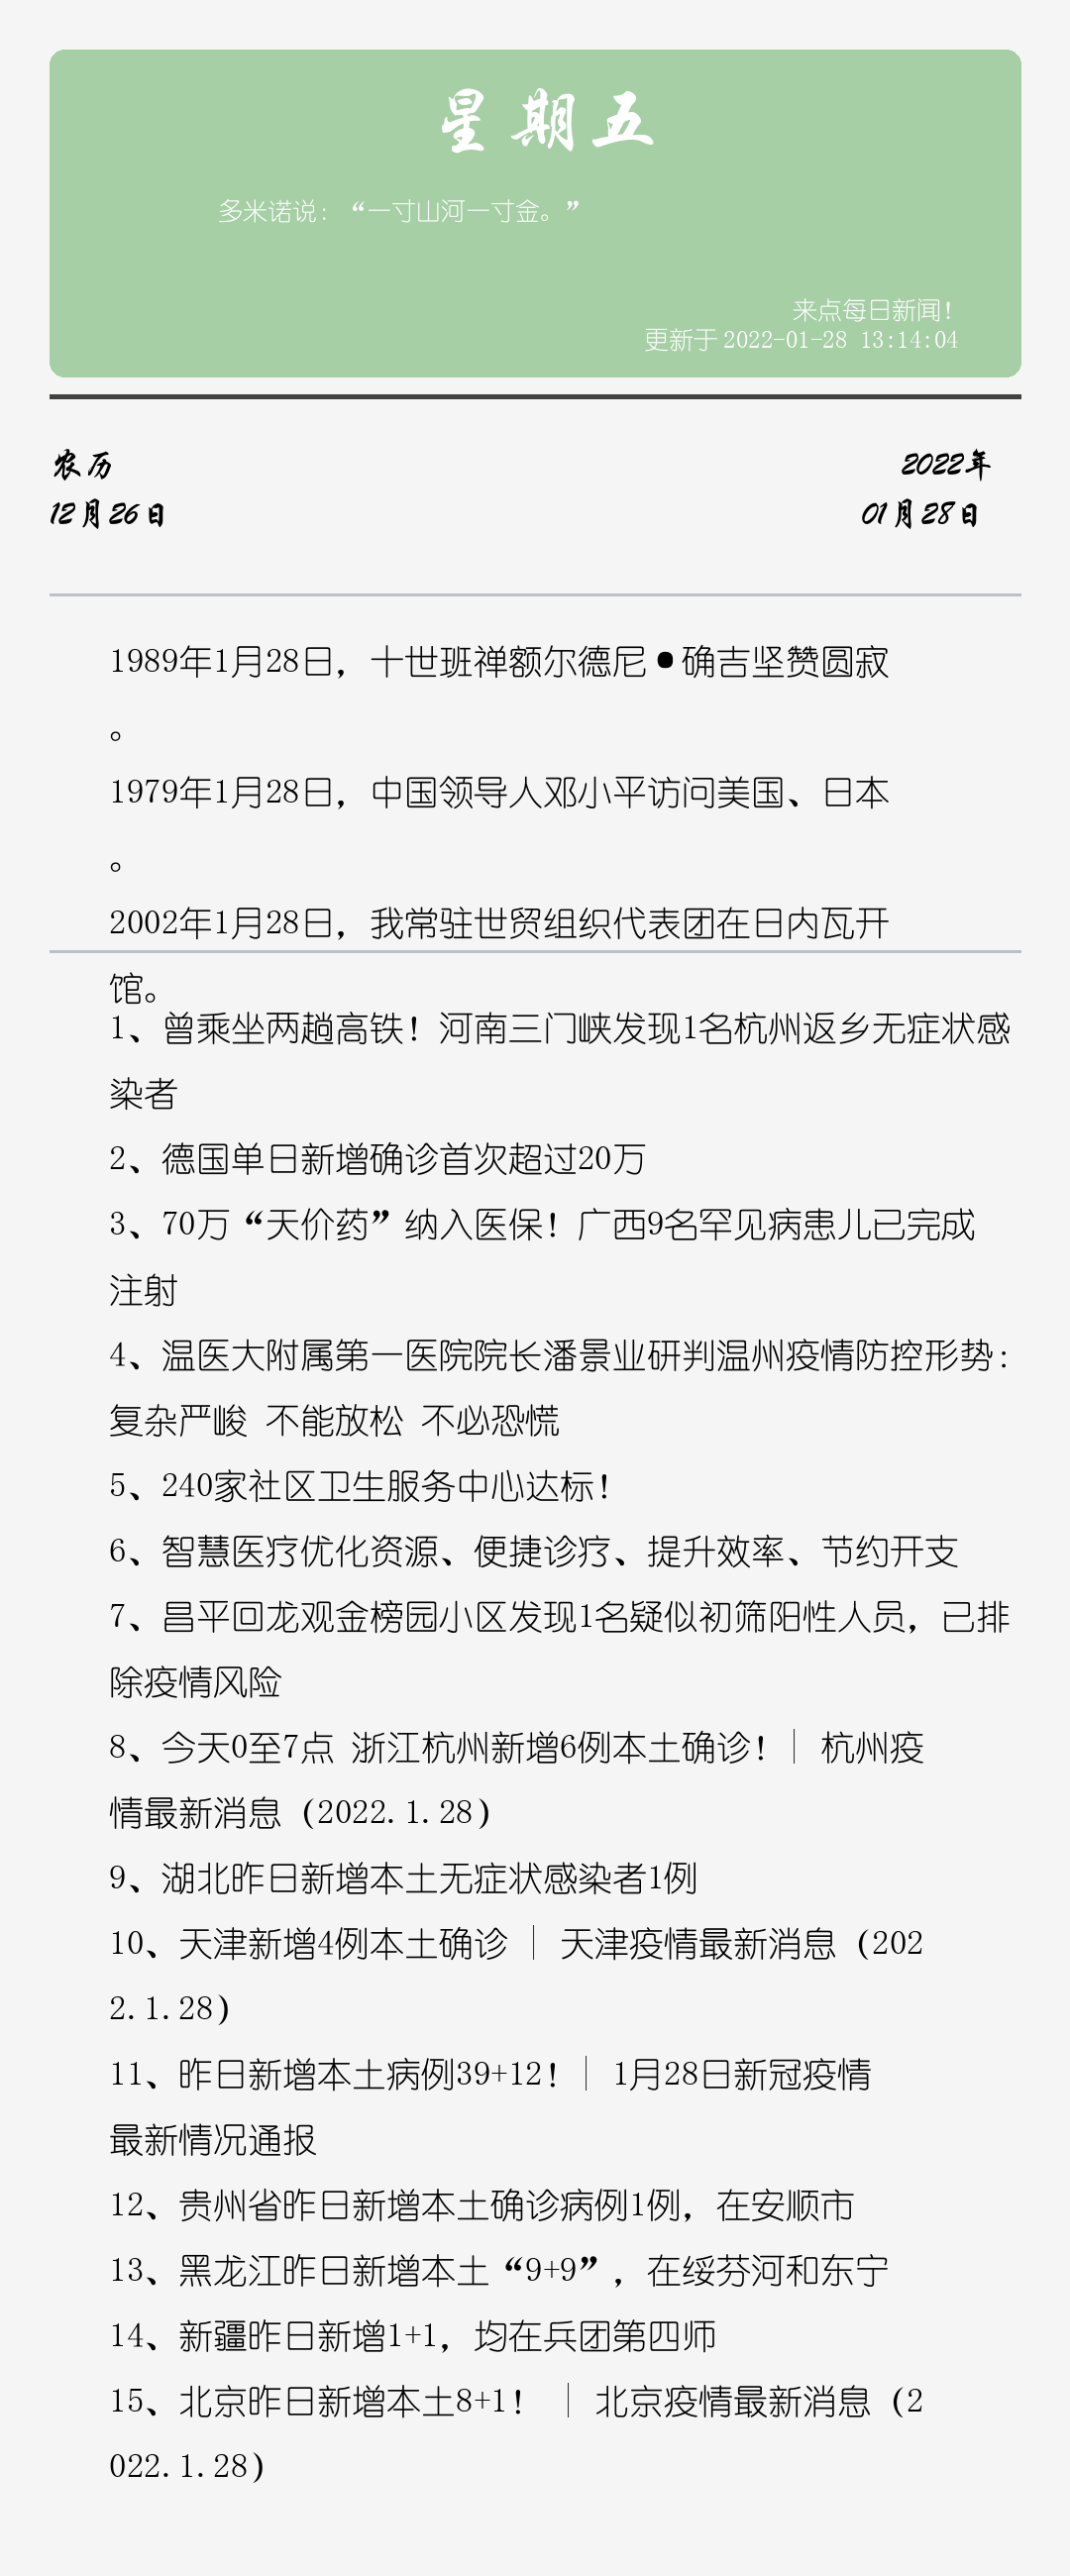 星期五
多米诺说：“一寸山河一寸金。”
来点每日新闻！
更新于 2022-01-28 13:14:04
农历
2022年
12月26日
01月28日
1989年1月28日，十世班禅额尔德尼•确吉坚赞圆寂
。
1979年1月28日，中国领导人邓小平访问美国、日本
。
2002年1月28日，我常驻世贸组织代表团在日内瓦开
馆。
1、曾乘坐两趟高铁！河南三门峡发现1名杭州返乡无症状感
染者
2、德国单日新增确诊首次超过20万
3、70万“天价药”纳入医保！广西9名罕见病患儿已完成
注射
4、温医大附属第一医院院长潘景业研判温州疫情防控形势：
复杂严峻 不能放松 不必恐慌
5、240家社区卫生服务中心达标！
6、智慧医疗优化资源、便捷诊疗、提升效率、节约开支
7、昌平回龙观金榜园小区发现1名疑似初筛阳性人员，已排
除疫情风险
8、今天0至7点 浙江杭州新增6例本土确诊！｜ 杭州疫
情最新消息（2022.1.28）
9、湖北昨日新增本土无症状感染者1例
10、天津新增4例本土确诊 ｜ 天津疫情最新消息（202
2.1.28）
11、昨日新增本土病例39+12！｜ 1月28日新冠疫情
最新情况通报
12、贵州省昨日新增本土确诊病例1例，在安顺市
13、黑龙江昨日新增本土“9+9”，在绥芬河和东宁
14、新疆昨日新增1+1，均在兵团第四师
15、北京昨日新增本土8+1！ ｜ 北京疫情最新消息（2
022.1.28）